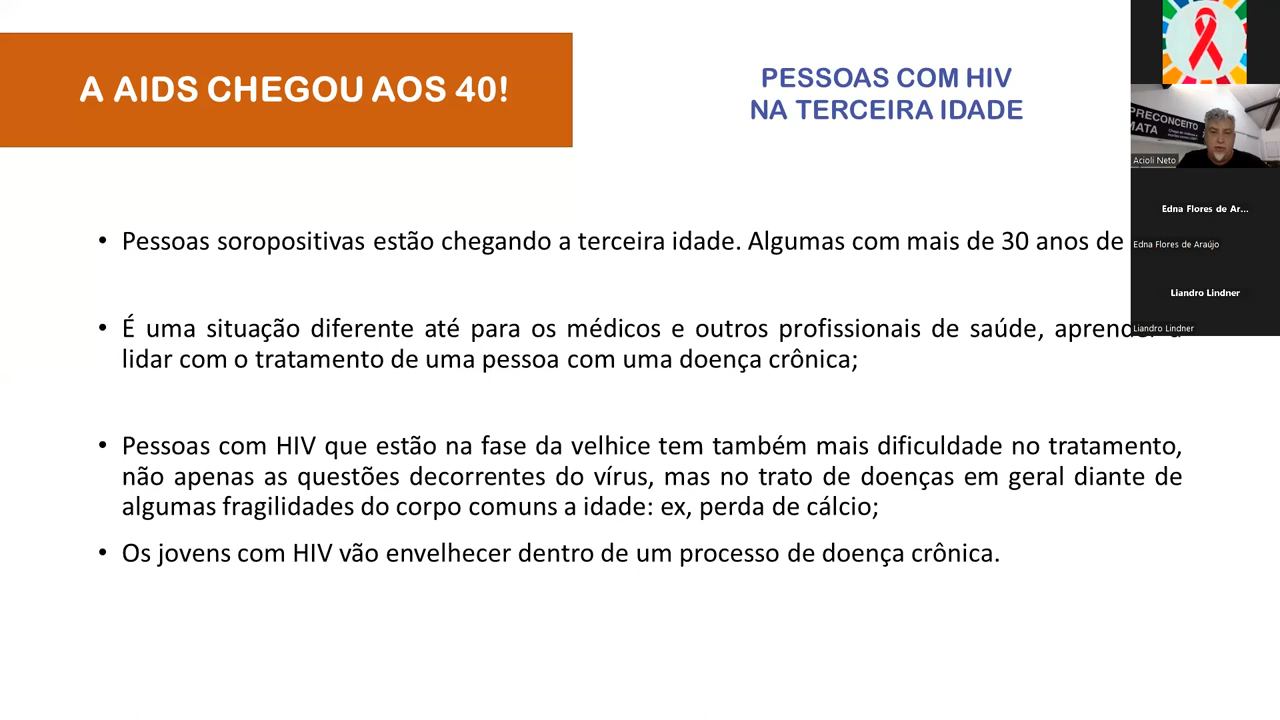 A AIDS CHEGOU AOS 40!
PESSOAS COM HIV
NA TERCEIRA IDADE
• Pessoas soropositivas estão chegando a terceira idade. Algumas com mais de 30 anos de
• É uma situação diferente até para os médicos e outros profissionais de saúde,
lidar com o tratamento de uma pessoa com uma doença crônica;
• Pessoas com HIV que estão na fase da velhice tem também mais dificuldade no tratamento,
não apenas as questões decorrentes do vírus, mas no trato de doenças em geral diante de
algumas fragilidades do corpo comuns a idade: ex, perda de cálcio;
• Os jovens com HIV vão envelhecer dentro de um processo de doença crônica.
PRECONCEITO
MATA
Acioli Neto
Edna Flores de Ar...
Edna Flores de Araújo
Liandro Lindner
Liandro Lindner